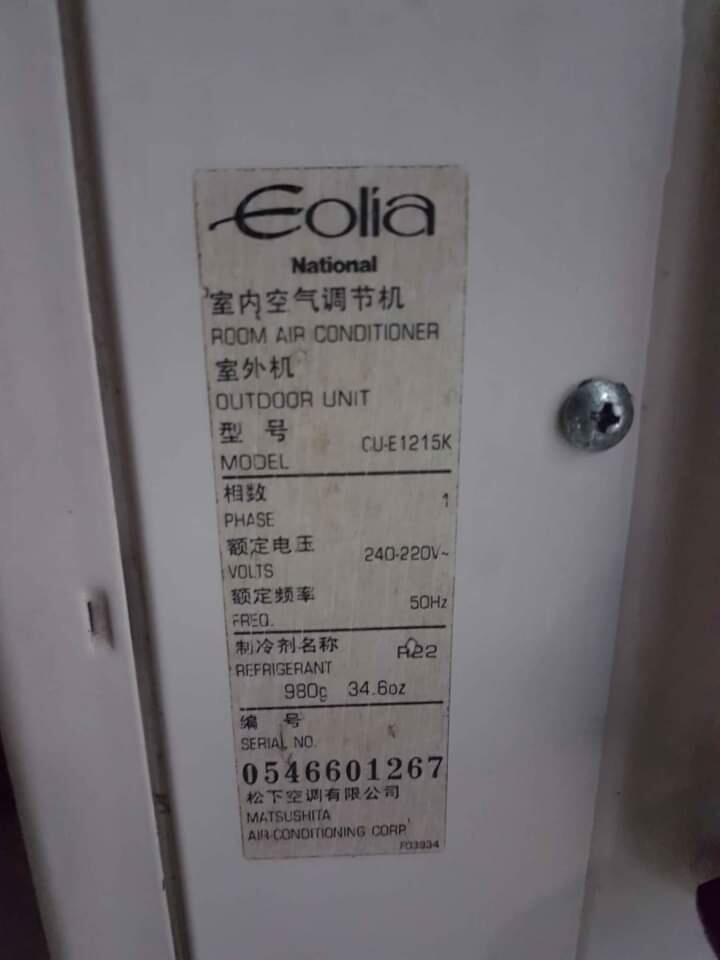 Eolia
National
室内空气调节机
ROOM AIR CONDITIONER
室外机
OUTDOOR UNIT
型 号
MODEL CU-E1215K
相数
PHASE 1
额定电压
VOLTS 240-220V~
额定频率
FREQ. 50Hz
制冷剂名称
REFRIGERANT R22
980g 34.6oz
编 号
SERIAL NO.
0546601267
松下空调有限公司
MATSUSHITA
AIR-CONDITIONING CORP.
F03934